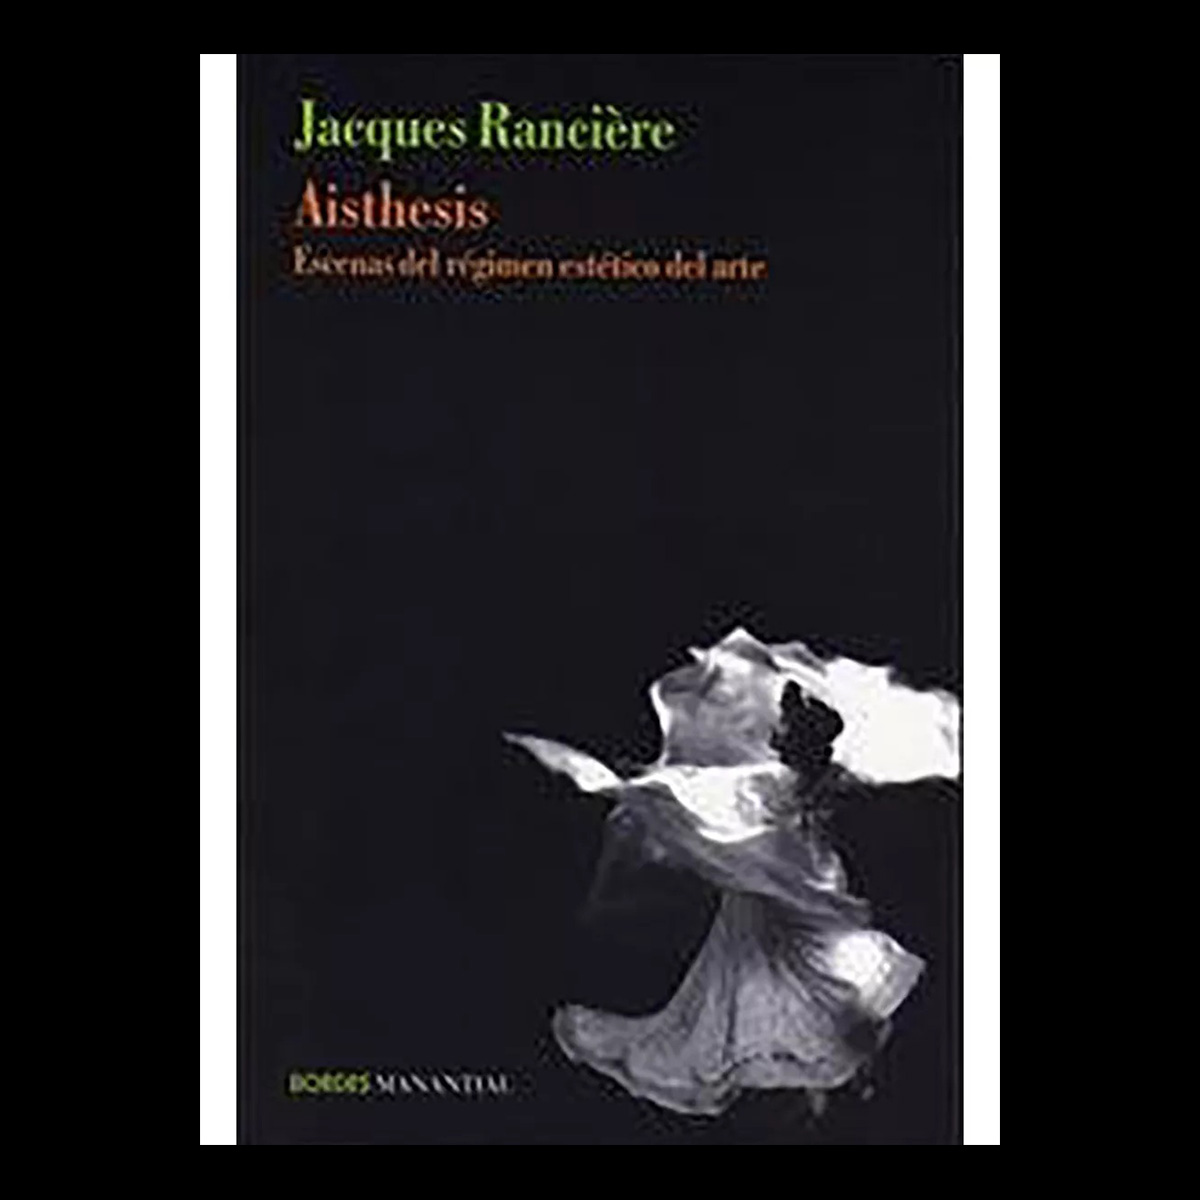 Jacques Rancière
Aisthesis
Escenas del régimen estético del arte
BORDES MANANTIAL